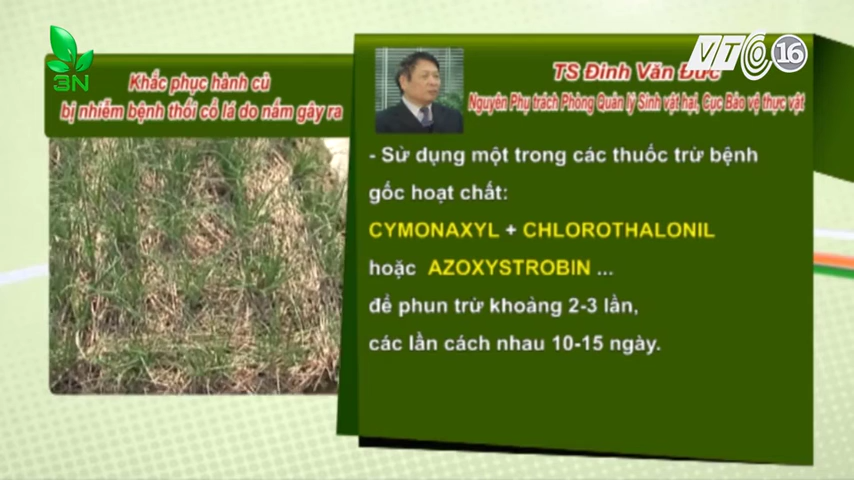 3N
VTC16
Khắc phục hành củ
bị nhiễm bệnh thối cổ lá do nấm gây ra
TS Đinh Văn Đức
Nguyên Phụ trách Phòng Quản lý Sinh vật hại, Cục Bảo vệ thực vật
- Sử dụng một trong các thuốc trừ bệnh
gốc hoạt chất:
CYMONAXYL + CHLOROTHALONIL
hoặc AZOXYSTROBIN ...
để phun trừ khoảng 2-3 lần,
các lần cách nhau 10-15 ngày.